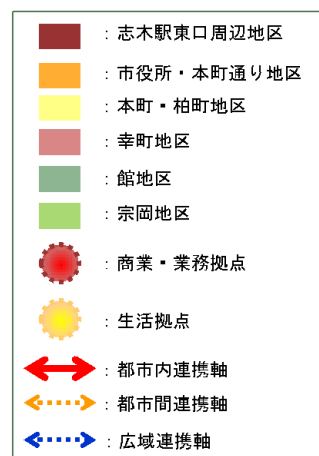 ：志木駅東口周辺地区
：市役所・本町通り地区
：本町・柏町地区
：幸町地区
：館地区
：宗岡地区
：商業・業務拠点
：生活拠点
：都市内連携軸
：都市間連携軸
：広域連携軸